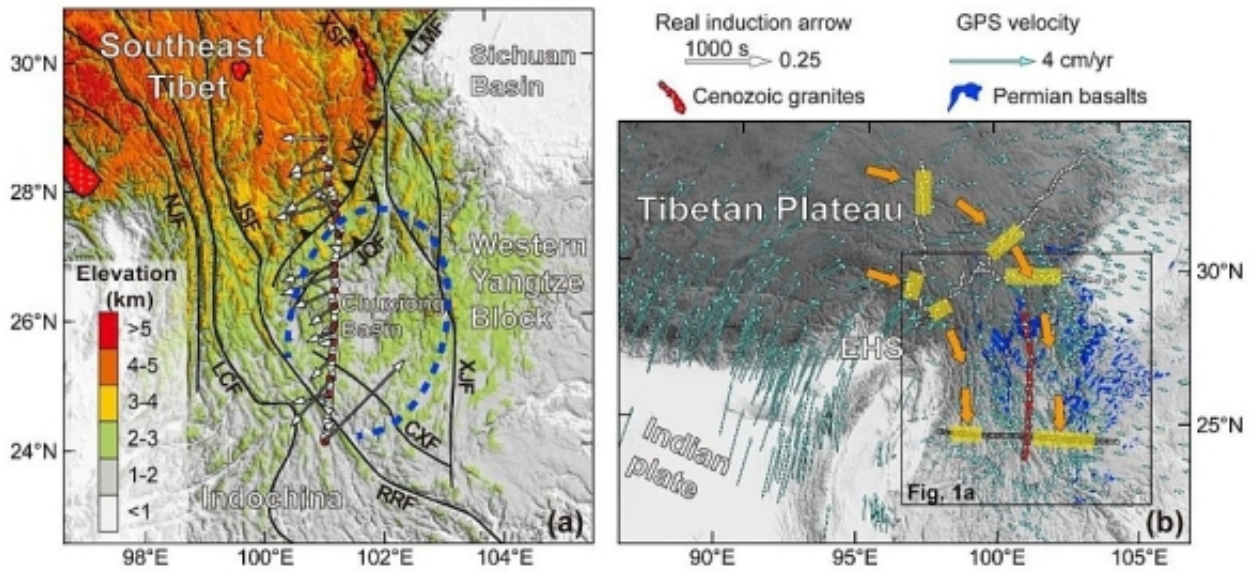 Real induction arrow
1000 s
0.25
GPS velocity
4 cm/yr
Cenozoic granites
Permian basalts
30°N
28°N
26°N
24°N
98°E
100°E
102°E
104°E
Southeast
Tibet
XSF
LMF
Sichuan
Basin
LXF
NJF
JSF
JQF
Western
Yangtze
Block
Chuxiong
Basin
Elevation
(km)
>5
4-5
3-4
2-3
1-2
<1
LCF
XJF
CXF
RRF
Indochina
(a)
Tibetan Plateau
30°N
EHS
25°N
Indian
plate
Fig. 1a
(b)
90°E
95°E
100°E
105°E